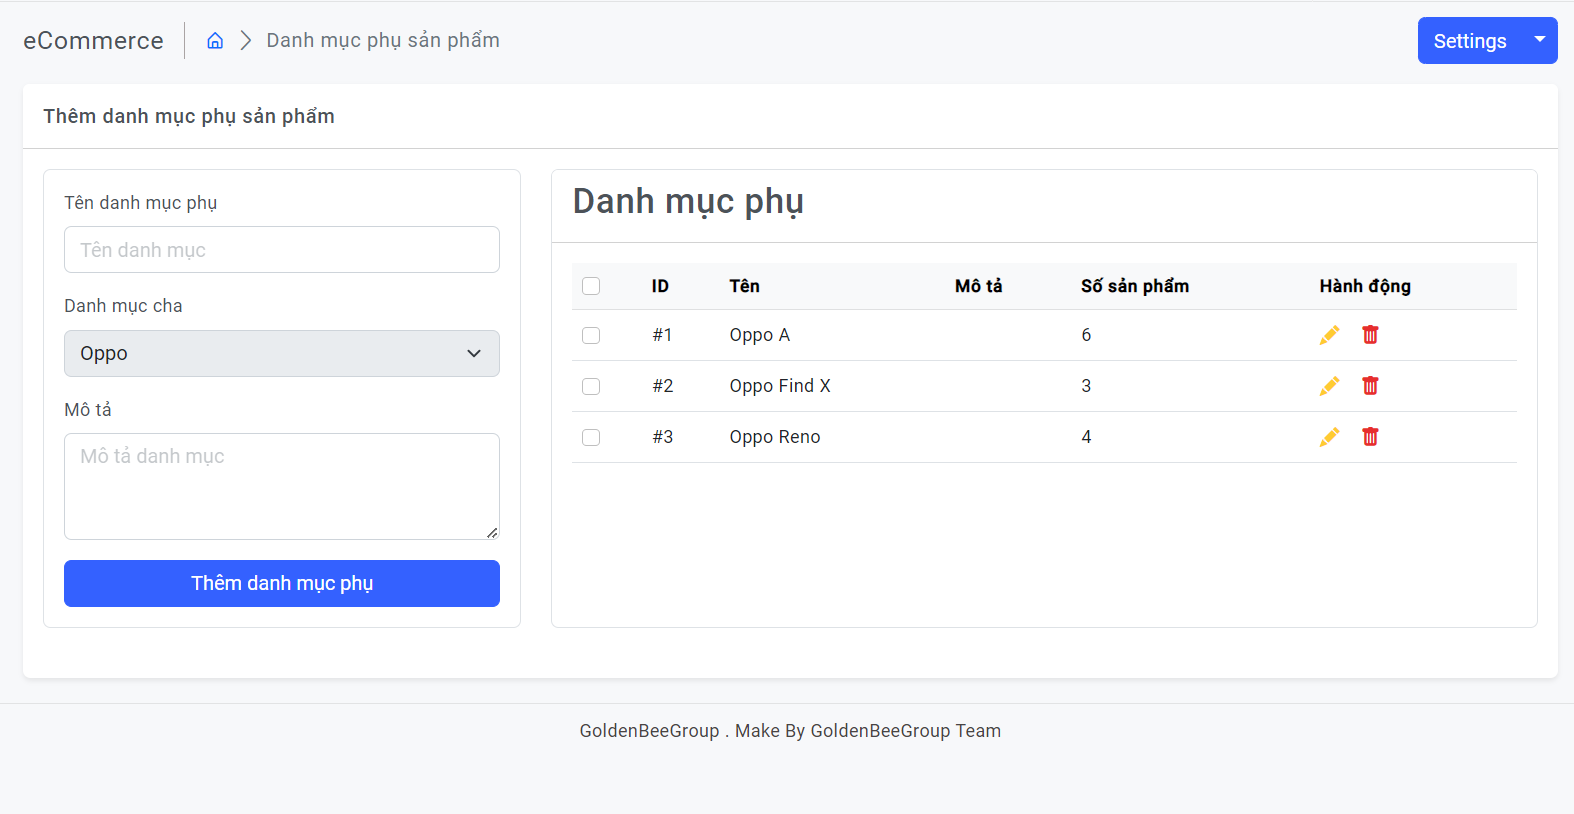 eCommerce Danh mục phụ sản phẩm Settings
Thêm danh mục phụ sản phẩm
Tên danh mục phụ
Tên danh mục
Danh mục cha
Oppo
Mô tả
Mô tả danh mục
Thêm danh mục phụ
Danh mục phụ
ID Tên Mô tả Số sản phẩm Hành động
#1 Oppo A 6
#2 Oppo Find X 3
#3 Oppo Reno 4
GoldenBeeGroup . Make By GoldenBeeGroup Team